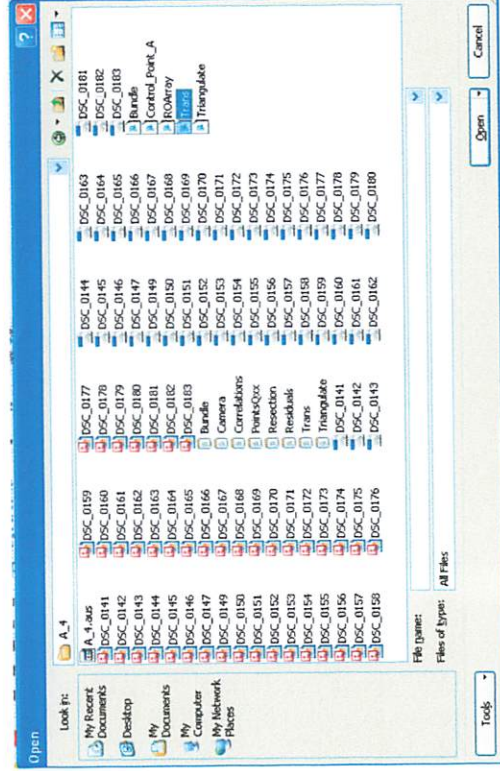 Open
Look in:
A_4
My Recent
Documents
Desktop
My
Documents
My
Computer
My Network
Places
A_4.aus
DSC_0141
DSC_0142
DSC_0143
DSC_0144
DSC_0145
DSC_0146
DSC_0147
DSC_0149
DSC_0150
DSC_0151
DSC_0152
DSC_0153
DSC_0154
DSC_0155
DSC_0156
DSC_0157
DSC_0158
DSC_0159
DSC_0160
DSC_0161
DSC_0162
DSC_0163
DSC_0164
DSC_0165
DSC_0166
DSC_0167
DSC_0168
DSC_0169
DSC_0170
DSC_0171
DSC_0172
DSC_0173
DSC_0174
DSC_0175
DSC_0176
DSC_0177
DSC_0178
DSC_0179
DSC_0180
DSC_0181
DSC_0182
DSC_0183
Bundle
Camera
Correlations
PointsQxx
Resection
Residuals
Trans
Triangulate
DSC_0141
DSC_0142
DSC_0143
DSC_0144
DSC_0145
DSC_0146
DSC_0147
DSC_0149
DSC_0150
DSC_0151
DSC_0152
DSC_0153
DSC_0154
DSC_0155
DSC_0156
DSC_0157
DSC_0158
DSC_0159
DSC_0160
DSC_0161
DSC_0162
DSC_0163
DSC_0164
DSC_0165
DSC_0166
DSC_0167
DSC_0168
DSC_0169
DSC_0170
DSC_0171
DSC_0172
DSC_0173
DSC_0174
DSC_0175
DSC_0176
DSC_0177
DSC_0178
DSC_0179
DSC_0180
DSC_0181
DSC_0182
DSC_0183
Bundle
Control_Point_A
ROArray
Trans
Triangulate
File name:
Files of type:
All Files
Tools
Open
Cancel